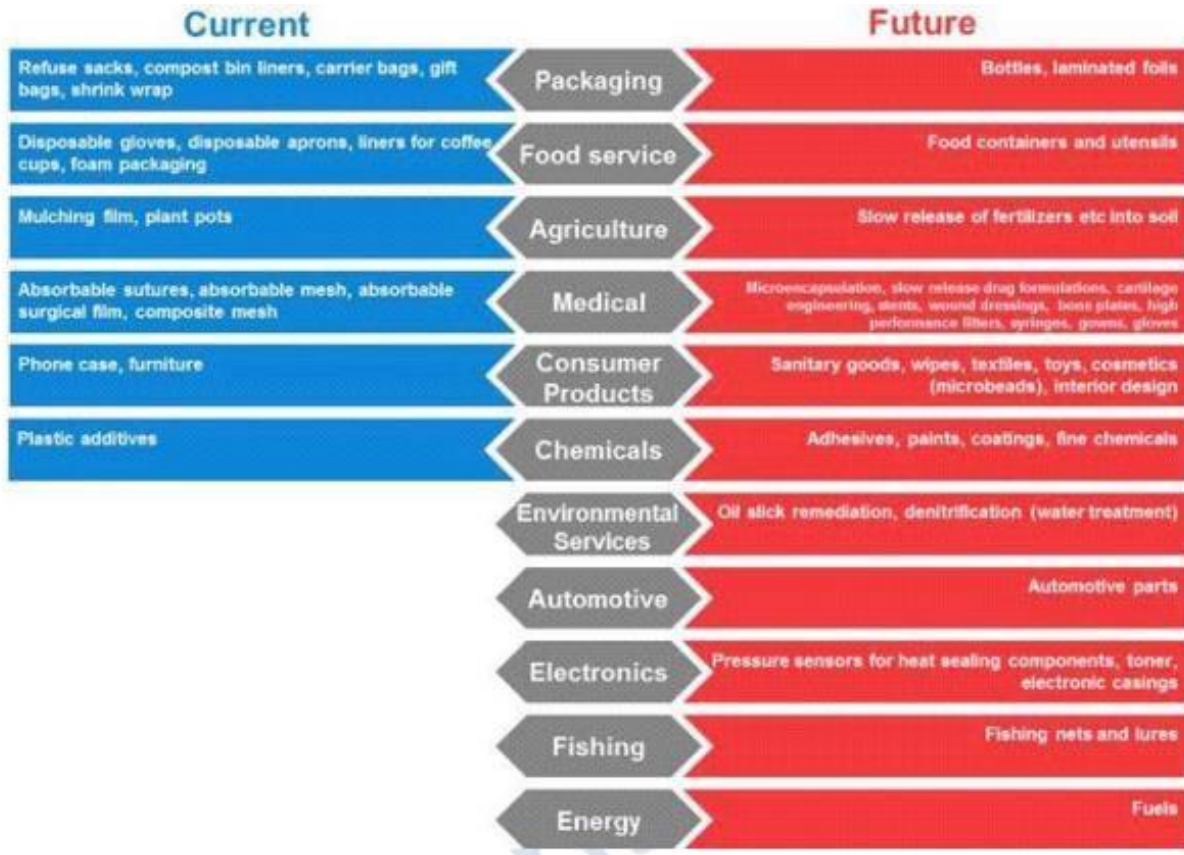 Current
Future
Refuse sacks, compost bin liners, carrier bags, gift
bags, shrink wrap
Packaging
Bottles, laminated foils
Disposable gloves, disposable aprons, liners for coffee
cups, foam packaging
Food service
Food containers and utensils
Mulching film, plant pots
Agriculture
Slow release of fertilizers etc into soil
Absorbable sutures, absorbable mesh, absorbable
surgical film, composite mesh
Medical
Microencapsulation, slow release drug formulations, cartilage
engineering, stents, wound dressings, bone plates, high
performance filters, syringes, gowns, gloves
Phone case, furniture
Consumer
Products
Sanitary goods, wipes, textiles, toys, cosmetics
(microbeads), interior design
Plastic additives
Chemicals
Adhesives, paints, coatings, fine chemicals
Environmental
Services
Oil slick remediation, denitrification (water treatment)
Automotive
Automotive parts
Electronics
Pressure sensors for heat sealing components, toner,
electronic casings
Fishing
Fishing nets and lures
Energy
Fuels